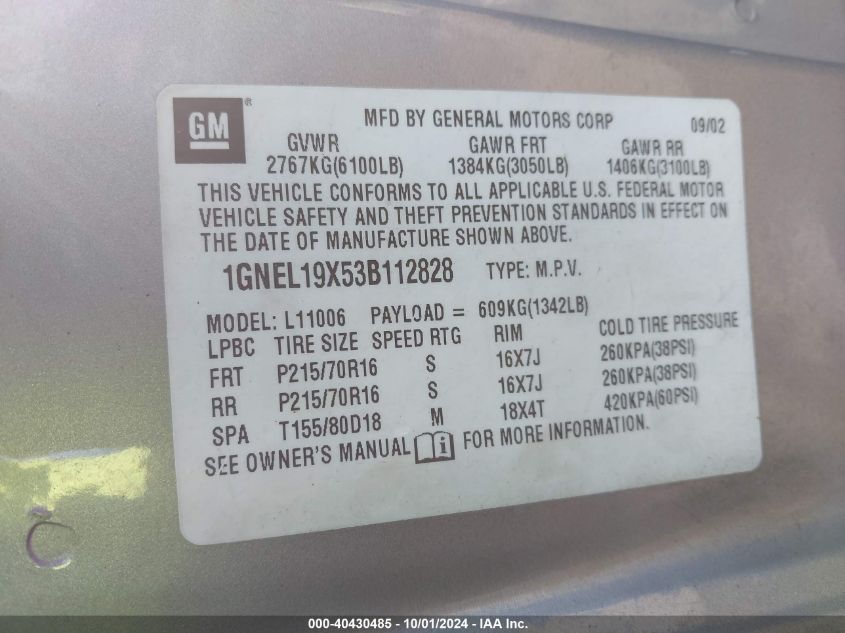 GM ®
MFD BY GENERAL MOTORS CORP 09/02
GVWR GAWR FRT GAWR RR
2767KG(6100LB) 1384KG(3050LB) 1406KG(3100LB)
THIS VEHICLE CONFORMS TO ALL APPLICABLE U.S. FEDERAL MOTOR
VEHICLE SAFETY AND THEFT PREVENTION STANDARDS IN EFFECT ON
THE DATE OF MANUFACTURE SHOWN ABOVE.
1GNEL19X53B112828 TYPE: M.P.V.
MODEL: L11006 PAYLOAD = 609KG(1342LB)
LPBC TIRE SIZE SPEED RTG RIM COLD TIRE PRESSURE
FRT P215/70R16 S 16X7J 260KPA(38PSI)
RR P215/70R16 S 16X7J 260KPA(38PSI)
SPA T155/80D18 M 18X4T 420KPA(60PSI)
SEE OWNER'S MANUAL i FOR MORE INFORMATION.
000-40430485 - 10/01/2024 - IAA Inc.